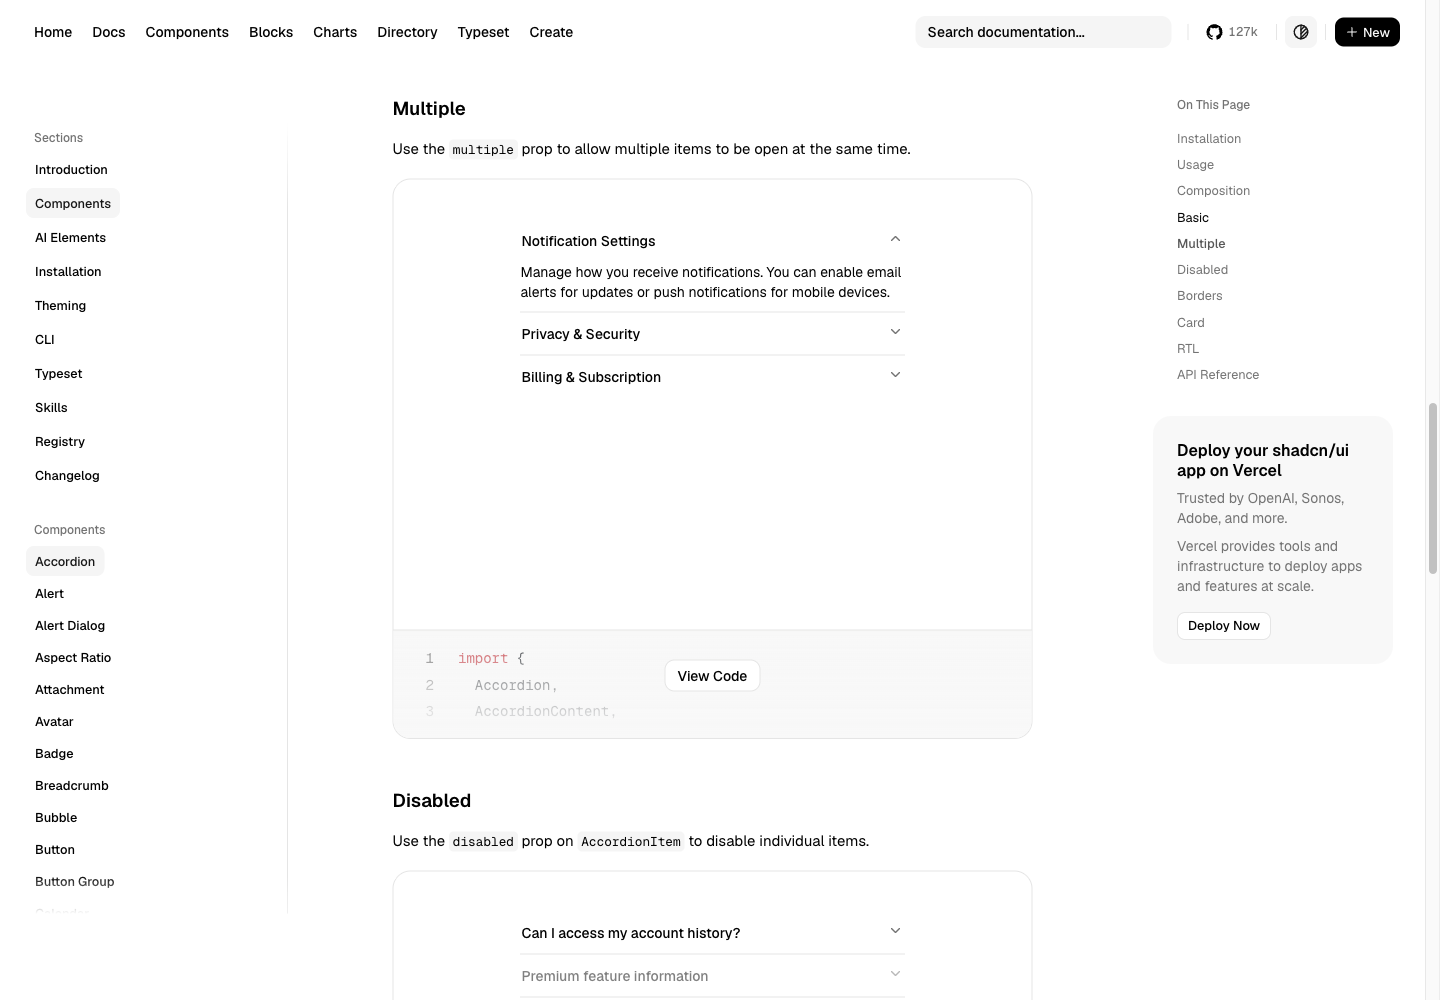 Home Docs Components Blocks Charts Directory Typeset Create
Search documentation...
127k
New
Sections
Introduction
Components
AI Elements
Installation
Theming
CLI
Typeset
Skills
Registry
Changelog
Components
Accordion
Alert
Alert Dialog
Aspect Ratio
Attachment
Avatar
Badge
Breadcrumb
Bubble
Button
Button Group
Calendar
Multiple
Use the multiple prop to allow multiple items to be open at the same time.
Notification Settings
Manage how you receive notifications. You can enable email
alerts for updates or push notifications for mobile devices.
Privacy & Security
Billing & Subscription
1 import {
2 Accordion,
3 AccordionContent,
View Code
Disabled
Use the disabled prop on AccordionItem to disable individual items.
Can I access my account history?
Premium feature information
On This Page
Installation
Usage
Composition
Basic
Multiple
Disabled
Borders
Card
RTL
API Reference
Deploy your shadcn/ui
app on Vercel
Trusted by OpenAI, Sonos,
Adobe, and more.
Vercel provides tools and
infrastructure to deploy apps
and features at scale.
Deploy Now